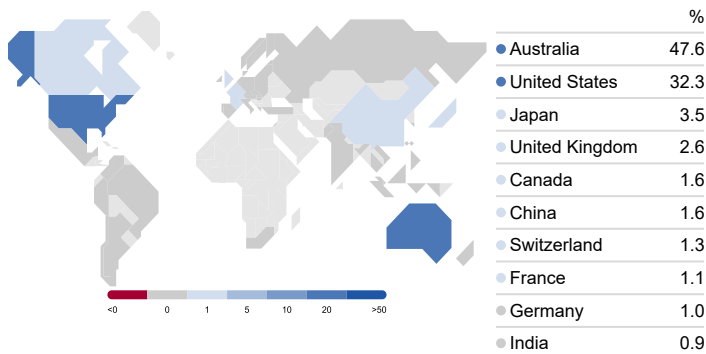 %
Australia 47.6
United States 32.3
Japan 3.5
United Kingdom 2.6
Canada 1.6
China 1.6
Switzerland 1.3
France 1.1
Germany 1.0
India 0.9
<0 0 1 5 10 20 >50